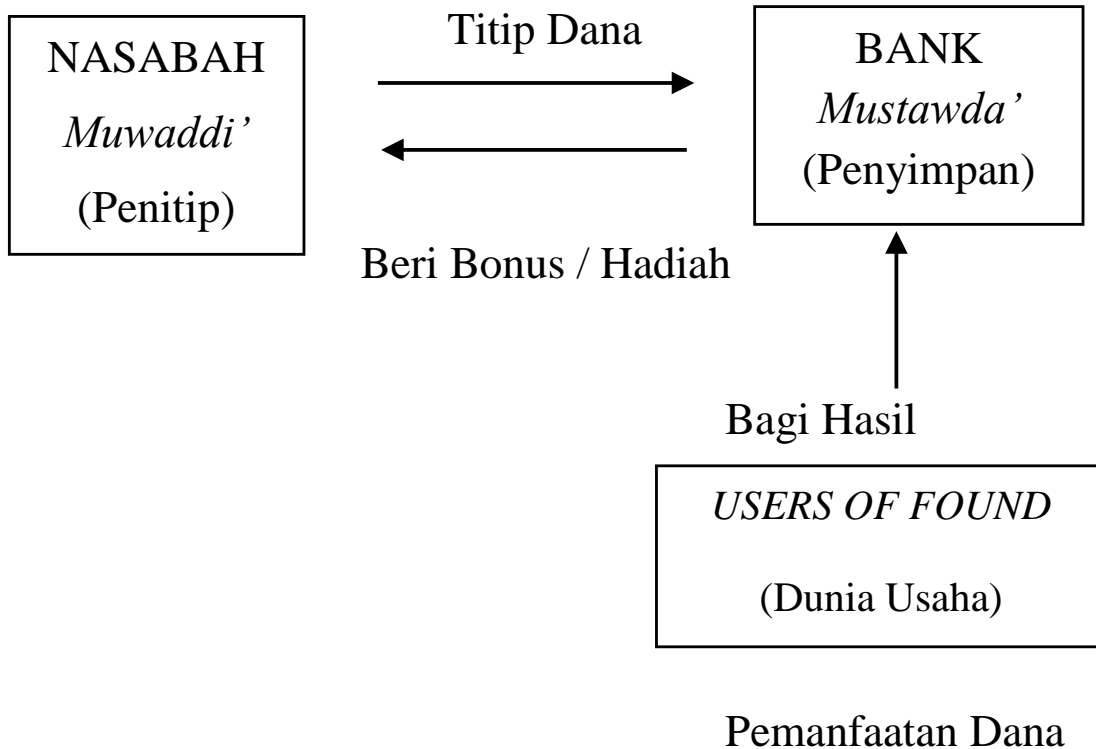 NASABAH
Muwaddi’
(Penitip)
Titip Dana
Beri Bonus / Hadiah
BANK
Mustawda’
(Penyimpan)
Bagi Hasil
USERS OF FOUND
(Dunia Usaha)
Pemanfaatan Dana